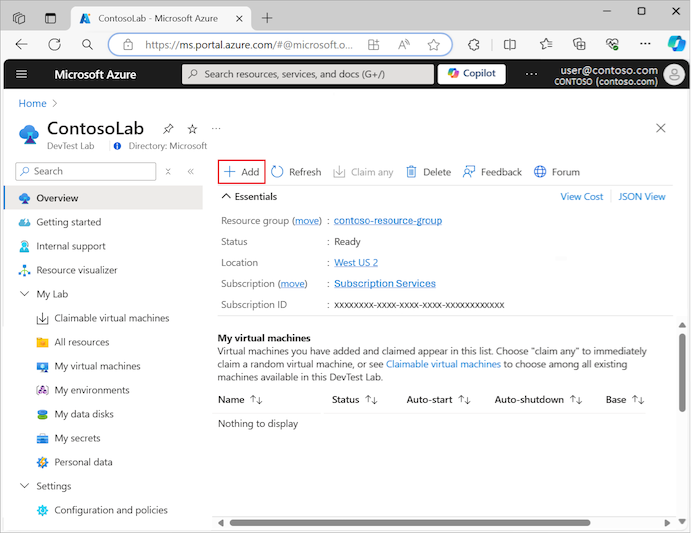 ContosoLab - Microsoft Azure
https://ms.portal.azure.com/#@microsoft.o...
Microsoft Azure
Search resources, services, and docs (G+/)
Copilot
user@contoso.com
CONTOSO (contoso.com)
Home
ContosoLab
DevTest Lab
Directory: Microsoft
Search
Add
Refresh
Claim any
Delete
Feedback
Forum
Overview
Getting started
Internal support
Resource visualizer
My Lab
Claimable virtual machines
All resources
My virtual machines
My environments
My data disks
My secrets
Personal data
Settings
Configuration and policies
Essentials
View Cost
JSON View
Resource group (move) : contoso-resource-group
Status : Ready
Location : West US 2
Subscription (move) : Subscription Services
Subscription ID : xxxxxxxx-xxxx-xxxx-xxxx-xxxxxxxxxxxx
My virtual machines
Virtual machines you have added and claimed appear in this list. Choose "claim any" to immediately
claim a random virtual machine, or see Claimable virtual machines to choose among all existing
machines available in this DevTest Lab.
Name Status Auto-start Auto-shutdown Base
Nothing to display